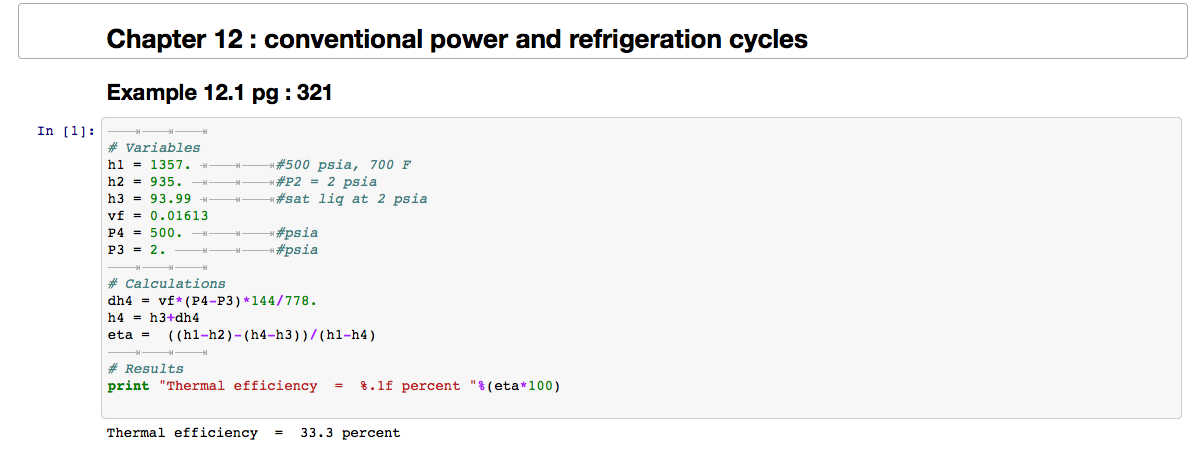 Chapter 12 : conventional power and refrigeration cycles
Example 12.1 pg : 321
In [1]:
# Variables
h1 = 1357. #500 psia, 700 F
h2 = 935. #P2 = 2 psia
h3 = 93.99 #sat liq at 2 psia
vf = 0.01613
P4 = 500. #psia
P3 = 2. #psia
# Calculations
dh4 = vf*(P4-P3)*144/778.
h4 = h3+dh4
eta =  ((h1-h2)-(h4-h3))/(h1-h4)
# Results
print "Thermal efficiency  =  %.1f percent "%(eta*100)
Thermal efficiency  =  33.3 percent